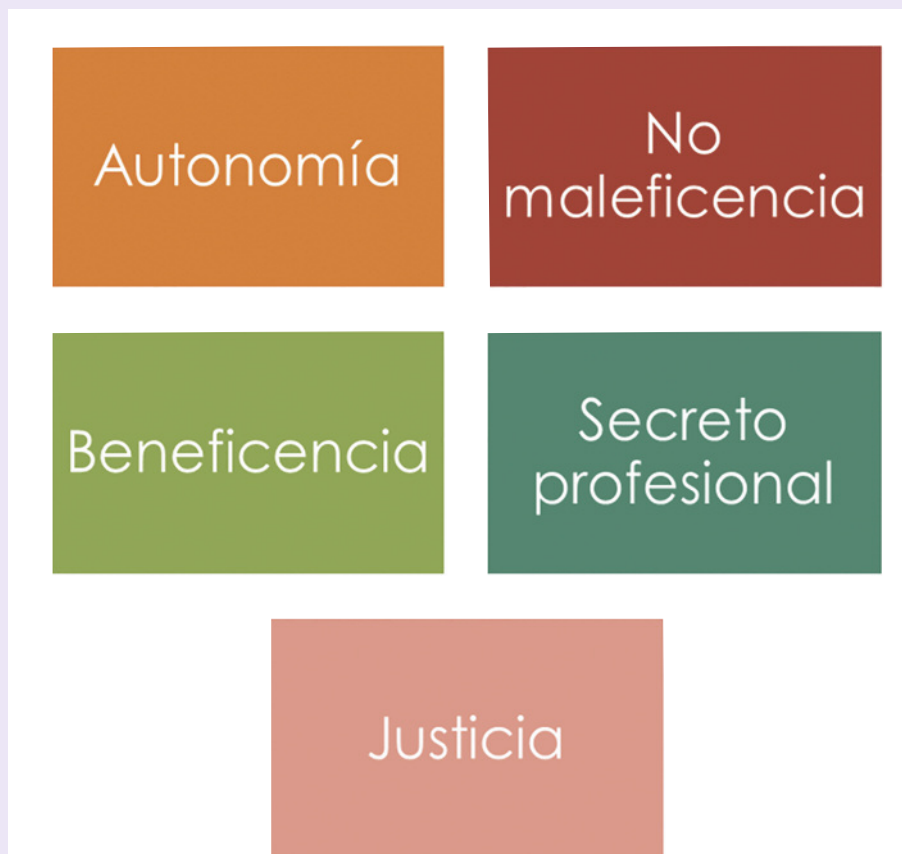 Autonomía
No
maleficencia
Beneficencia
Secreto
profesional
Justicia